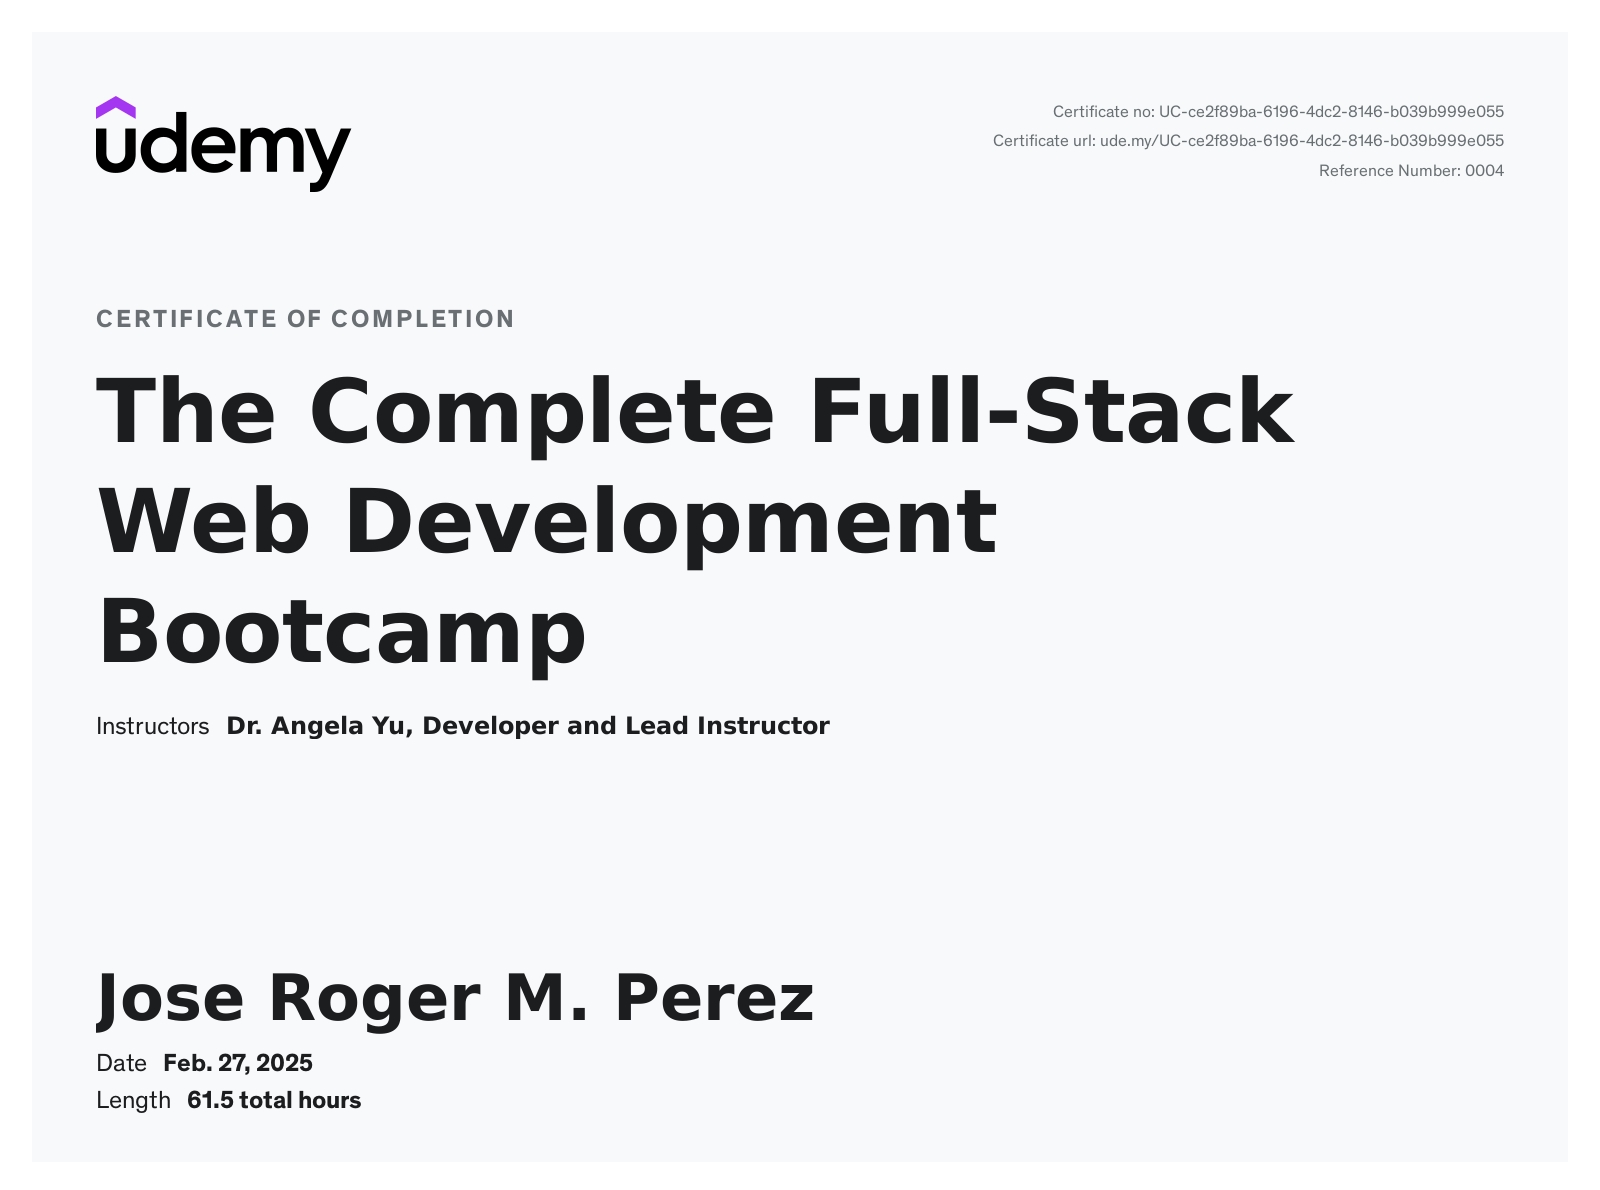 udemy
Certificate no: UC-ce2f89ba-6196-4dc2-8146-b039b999e055
Certificate url: ude.my/UC-ce2f89ba-6196-4dc2-8146-b039b999e055
Reference Number: 0004
CERTIFICATE OF COMPLETION
The Complete Full-Stack
Web Development
Bootcamp
Instructors Dr. Angela Yu, Developer and Lead Instructor
Jose Roger M. Perez
Date Feb. 27, 2025
Length 61.5 total hours